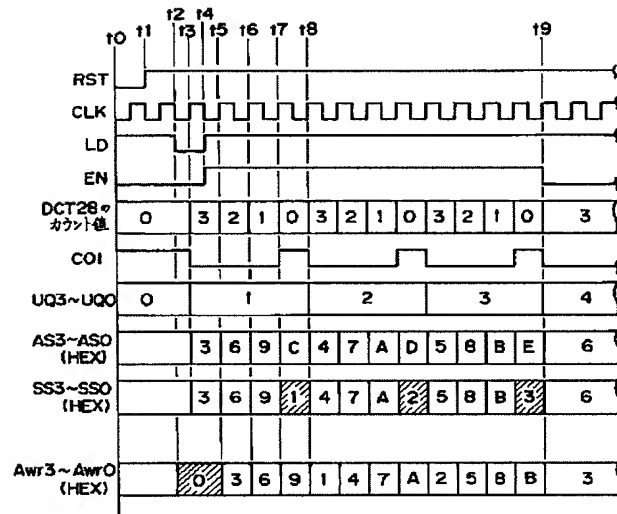 t0 t1 t2 t3 t4 t5 t6 t7 t8 t9
RST
CLK
LD
EN
DCT28の
カウント値 0 3 2 1 0 3 2 1 0 3 2 1 0 3
CO1
UQ3~UQ0 0 1 2 3 4
AS3~AS0
(HEX) 3 6 9 C 4 7 A D 5 8 B E 6
SS3~SS0
(HEX) 3 6 9 1 4 7 A 2 5 8 B 3 6
Awr3~Awr0
(HEX) 0 3 6 9 1 4 7 A 2 5 8 B 3